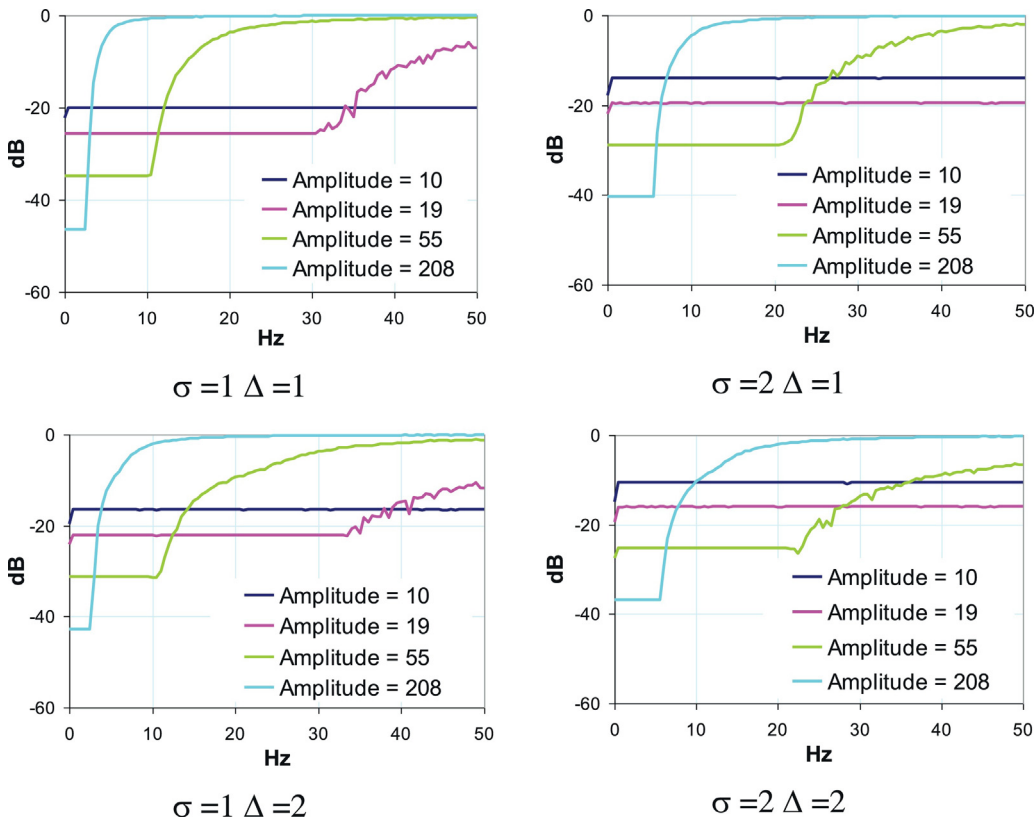 0
-20
-40
-60
dB
0 10 20 30 40 50
Hz
Amplitude = 10
Amplitude = 19
Amplitude = 55
Amplitude = 208
σ =1 Δ =1
0
-20
-40
-60
dB
0 10 20 30 40 50
Hz
Amplitude = 10
Amplitude = 19
Amplitude = 55
Amplitude = 208
σ =2 Δ =1
0
-20
-40
-60
dB
0 10 20 30 40 50
Hz
Amplitude = 10
Amplitude = 19
Amplitude = 55
Amplitude = 208
σ =1 Δ =2
0
-20
-40
-60
dB
0 10 20 30 40 50
Hz
Amplitude = 10
Amplitude = 19
Amplitude = 55
Amplitude = 208
σ =2 Δ =2